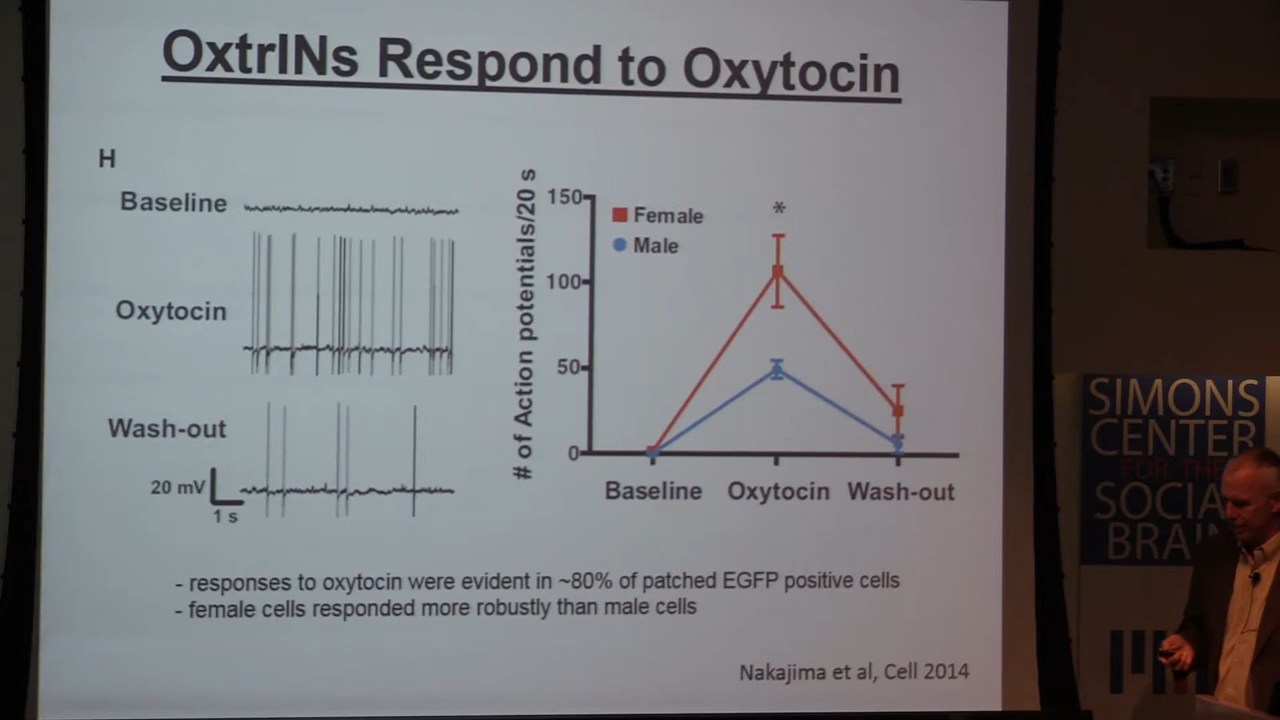 OxtrINs Respond to Oxytocin
H
Baseline
Oxytocin
Wash-out
20 mV
1 s
# of Action potentials/20 s
150
100
50
0
Female
Male
*
Baseline Oxytocin Wash-out
- responses to oxytocin were evident in ~80% of patched EGFP positive cells
- female cells responded more robustly than male cells
Nakajima et al, Cell 2014
SIMONS
CENTER
FOR THE
SOCIA
BRAIN